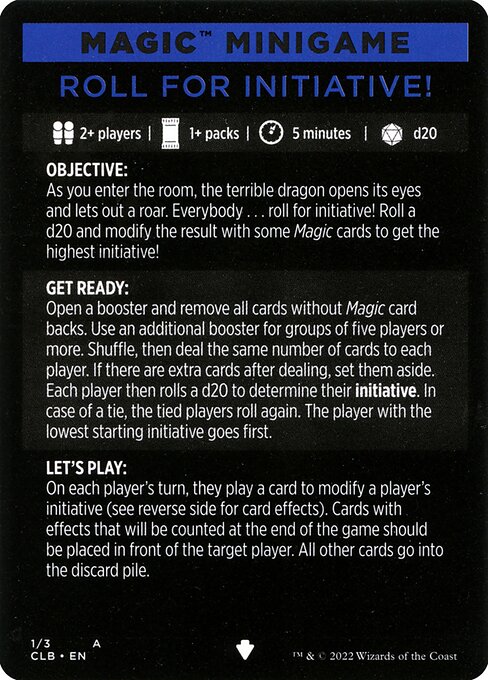 MAGIC™ MINIGAME
ROLL FOR INITIATIVE!
2+ players | 1+ packs | 5 minutes | d20
OBJECTIVE:
As you enter the room, the terrible dragon opens its eyes
and lets out a roar. Everybody . . . roll for initiative! Roll a
d20 and modify the result with some Magic cards to get the
highest initiative!
GET READY:
Open a booster and remove all cards without Magic card
backs. Use an additional booster for groups of five players or
more. Shuffle, then deal the same number of cards to each
player. If there are extra cards after dealing, set them aside.
Each player then rolls a d20 to determine their initiative. In
case of a tie, the tied players roll again. The player with the
lowest starting initiative goes first.
LET'S PLAY:
On each player's turn, they play a card to modify a player's
initiative (see reverse side for card effects). Cards with
effects that will be counted at the end of the game should
be placed in front of the target player. All other cards go into
the discard pile.
1/3 A
CLB • EN
™ & © 2022 Wizards of the Coast